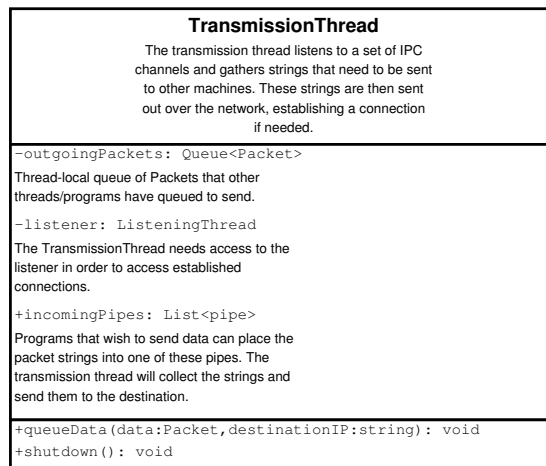 TransmissionThread
The transmission thread listens to a set of IPC
channels and gathers strings that need to be sent
to other machines. These strings are then sent
out over the network, establishing a connection
if needed.
-outgoingPackets: Queue<Packet>
Thread-local queue of Packets that other
threads/programs have queued to send.
-listener: ListeningThread
The TransmissionThread needs access to the
listener in order to access established
connections.
+incomingPipes: List<pipe>
Programs that wish to send data can place the
packet strings into one of these pipes. The
transmission thread will collect the strings and
send them to the destination.
+queueData(data:Packet,destinationIP:string): void
+shutdown(): void